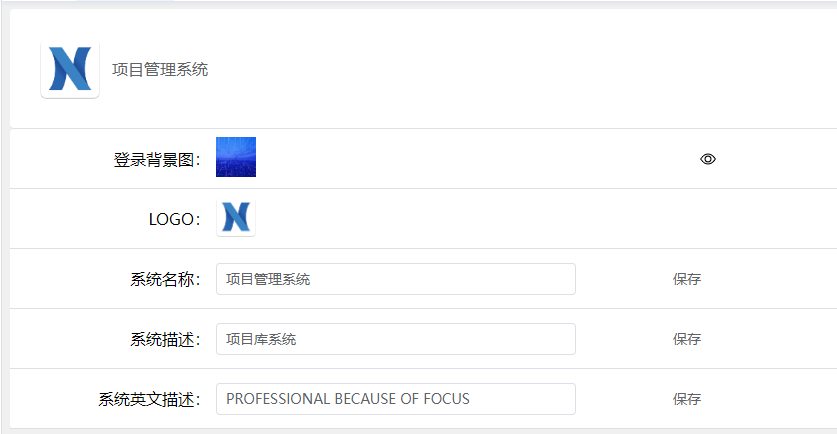 项目管理系统
登录背景图：
LOGO：
系统名称： 项目管理系统 保存
系统描述： 项目库系统 保存
系统英文描述： PROFESSIONAL BECAUSE OF FOCUS 保存